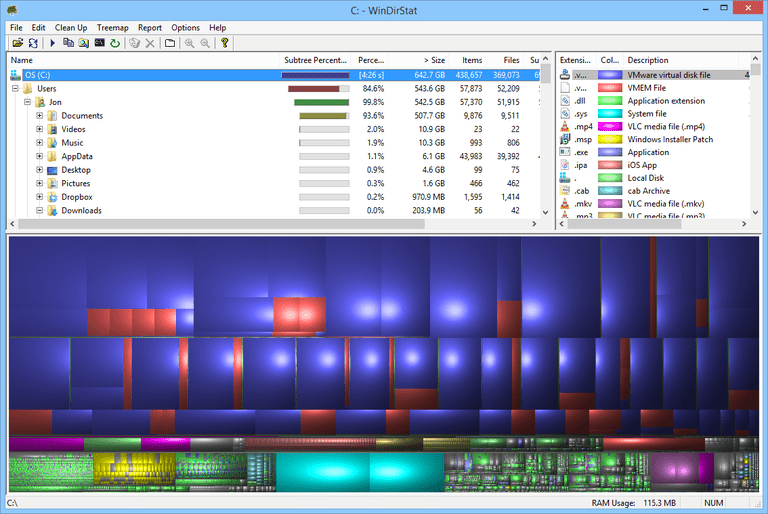 C: - WinDirStat
File Edit Clean Up Treemap Report Options Help
Name Subtree Percent... Perce... > Size Items Files Su
OS (C:) [4:26 s] 642.7 GB 438,657 369,073
Users 84.6% 543.6 GB 57,873 52,209
Jon 99.8% 542.5 GB 57,370 51,915
Documents 93.6% 507.7 GB 9,876 9,511
Videos 2.0% 10.9 GB 23 22
Music 1.9% 10.3 GB 993 806
AppData 1.1% 6.1 GB 43,983 39,392
Desktop 0.9% 4.6 GB 99 75
Pictures 0.3% 1.6 GB 466 462
Dropbox 0.2% 970.9 MB 1,595 1,414
Downloads 0.0% 203.9 MB 56 42
Extensi... Col... Description
.v... VMware virtual disk file 4
.v... VMEM File
.dll Application extension
.sys System file
.mp4 VLC media file (.mp4)
.msp Windows Installer Patch
.exe Application
.ipa iOS App
. Local Disk
.cab cab Archive
.mkv VLC media file (.mkv)
.mp3 VLC media file (.mp3)
C:\ RAM Usage: 115.3 MB NUM